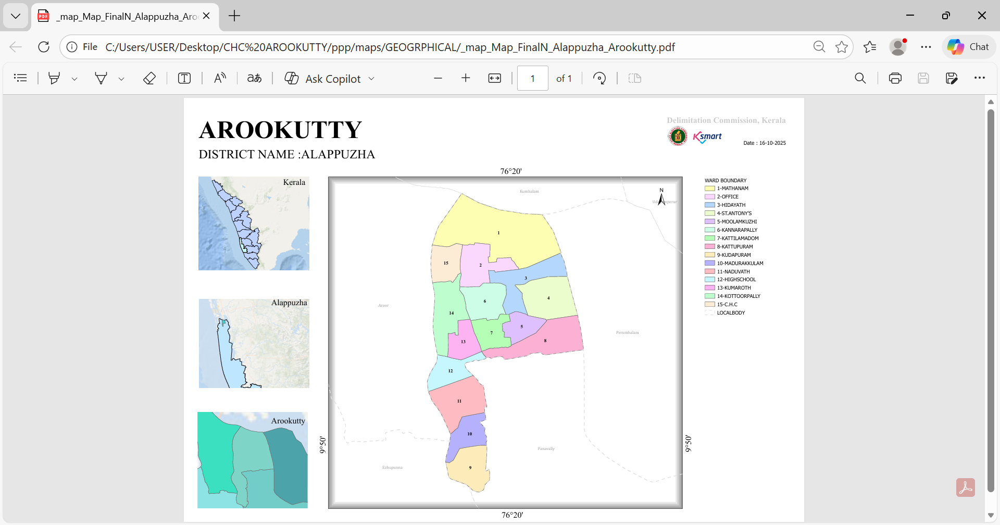 _map_Map_FinalN_Alappuzha_Aro
File C:/Users/USER/Desktop/CHC%20AROOKUTTY/ppp/maps/GEOGRPHICAL/_map_Map_FinalN_Alappuzha_Arookutty.pdf
Chat
Ask Copilot
1 of 1
AROOKUTTY
DISTRICT NAME :ALAPPUZHA
Delimitation Commission, Kerala
Ksmart
Date : 16-10-2025
Kerala
Alappuzha
Arookutty
76°20'
Kumbalam
N
1
15
2
3
Aroor
6
4
14
7
5
Perumbalam
13
8
12
11
10
9°50'
9°50'
Panavally
Ezhupunna
9
76°20'
WARD BOUNDARY
1-MATHANAM
2-OFFICE
3-HIDAYATH
4-ST.ANTONY'S
5-MOOLAMKUZHI
6-KANNARAPALLY
7-KATTILAMADOM
8-KATTUPURAM
9-KUDAPURAM
10-MADURAKKULAM
11-NADUVATH
12-HIGHSCHOOL
13-KUMAROTH
14-KOTTOORPALLY
15-C.H.C
LOCALBODY